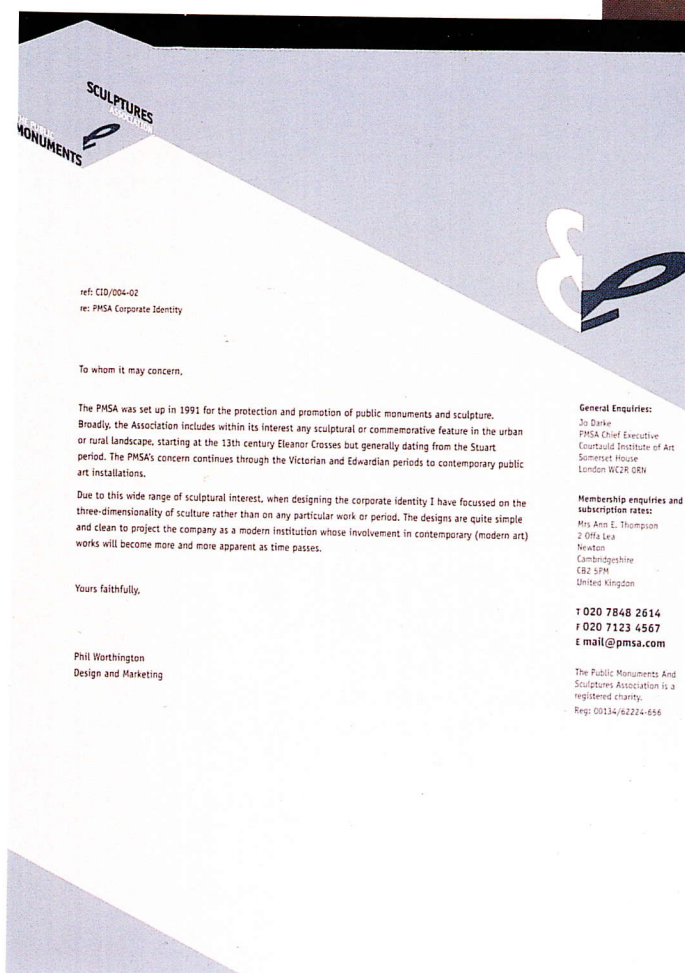 THE PUBLIC
MONUMENTS
&
SCULPTURES
ASSOCIATION
&
ref: CID/004-02
re: PMSA Corporate Identity
To whom it may concern,
The PMSA was set up in 1991 for the protection and promotion of public monuments and sculpture.
Broadly, the Association includes within its interest any sculptural or commemorative feature in the urban
or rural landscape, starting at the 13th century Eleanor Crosses but generally dating from the Stuart
period. The PMSA's concern continues through the Victorian and Edwardian periods to contemporary public
art installations.
Due to this wide range of sculptural interest, when designing the corporate identity I have focussed on the
three-dimensionality of sculture rather than on any particular work or period. The designs are quite simple
and clean to project the company as a modern institution whose involvement in contemporary (modern art)
works will become more and more apparent as time passes.
Yours faithfully,
Phil Worthington
Design and Marketing
General Enquiries:
Jo Darke
PMSA Chief Executive
Courtauld Institute of Art
Somerset House
London WC2R 0RN
Membership enquiries and
subscription rates:
Mrs Ann E. Thompson
2 Offa Lea
Newton
Cambridgeshire
CB2 5PM
United Kingdon
T 020 7848 2614
F 020 7123 4567
E mail@pmsa.com
The Public Monuments And
Sculptures Association is a
registered charity.
Reg: 00134/62224-656